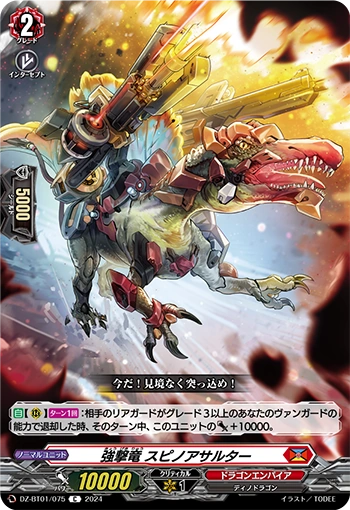 2
グレード
インターセプト
5000
シールド
今だ！見境なく突っ込め！
自【R】【ターン1回】：相手のリアガードがグレード3以上のあなたのヴァンガードの
能力で退却した時、そのターン中、このユニットの+10000。
ノーマルユニット
強撃竜 スピノアサルター
パワー
10000
クリティカル
1
ドラゴンエンパイア
ティノドラゴン
DZ-BT01/075 C 2024
イラスト／TODEE